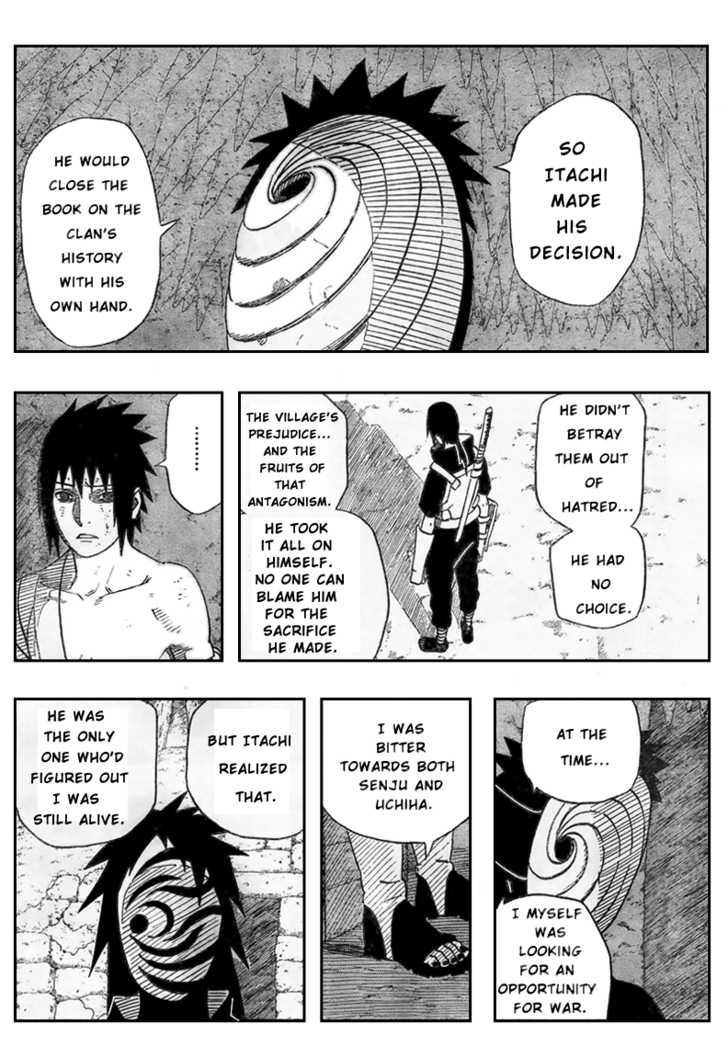 SO
ITACHI
MADE
HIS
DECISION.
HE WOULD
CLOSE THE
BOOK ON THE
CLAN'S
HISTORY
WITH HIS
OWN HAND.
HE DIDN'T
BETRAY
THEM OUT
OF
HATRED...
HE HAD
NO
CHOICE.
THE VILLAGE'S
PREJUDICE...
AND THE
FRUITS OF
THAT
ANTAGONISM.
HE TOOK
IT ALL ON
HIMSELF.
NO ONE CAN
BLAME HIM
FOR THE
SACRIFICE
HE MADE.
.........
AT THE
TIME...
I MYSELF
WAS
LOOKING
FOR AN
OPPORTUNITY
FOR WAR.
I WAS
BITTER
TOWARDS BOTH
SENJU AND
UCHIHA.
BUT ITACHI
REALIZED
THAT.
HE WAS
THE ONLY
ONE WHO'D
FIGURED OUT
I WAS
STILL ALIVE.